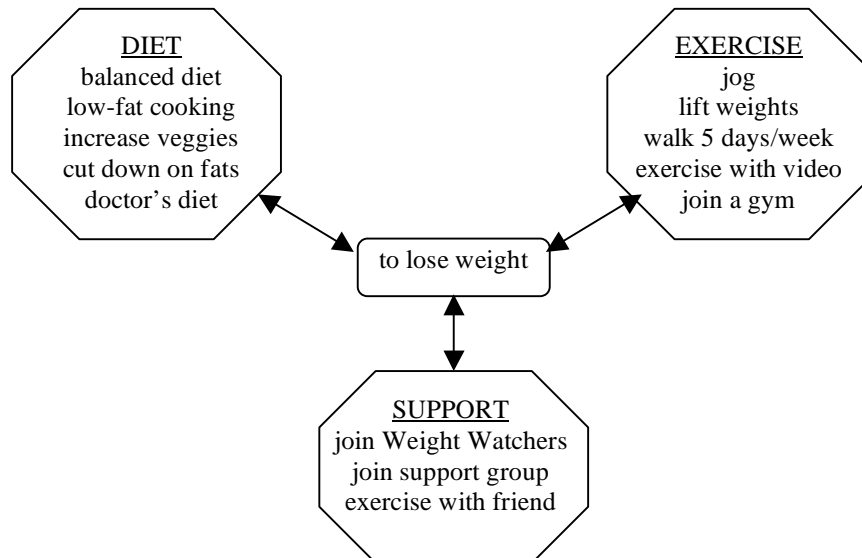 DIET
balanced diet
low-fat cooking
increase veggies
cut down on fats
doctor’s diet
EXERCISE
jog
lift weights
walk 5 days/week
exercise with video
join a gym
to lose weight
SUPPORT
join Weight Watchers
join support group
exercise with friend